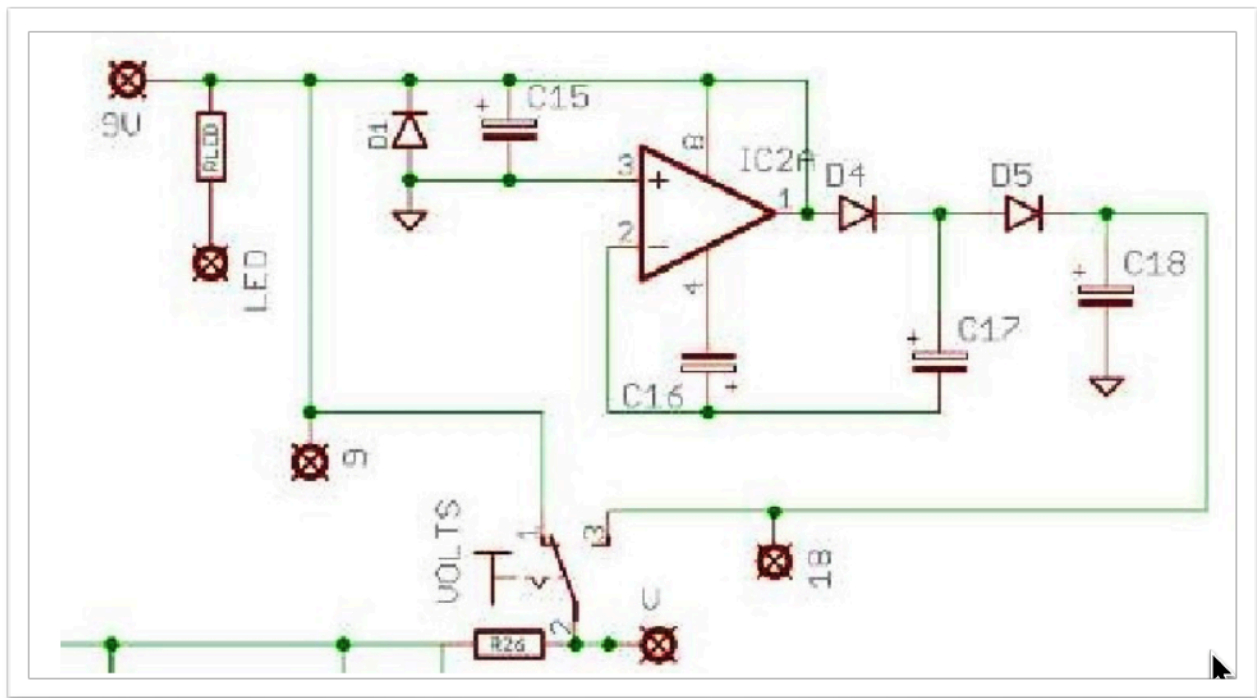 9V
RLED
LED
D1
+
C15
3
+
2
-
8
4
IC2A
1
D4
D5
+
C18
+
C17
C16
+
9
VOLTS
1
3
2
18
V
R26